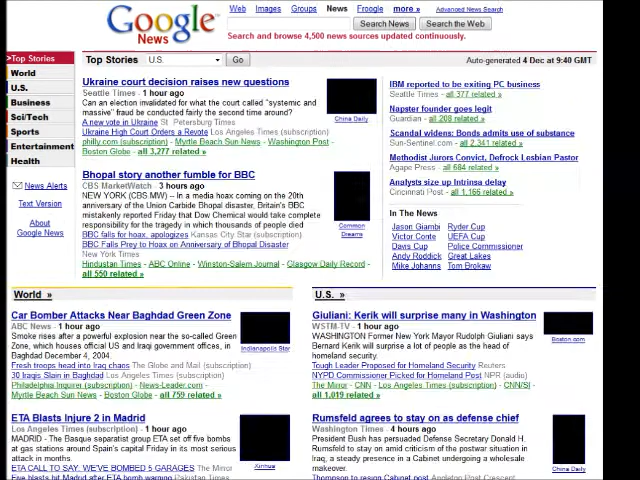 Web Images Groups News Froogle more » Advanced News Search
Google News
Search News Search the Web
Search and browse 4,500 news sources updated continuously.
>Top Stories
World
U.S.
Business
Sci/Tech
Sports
Entertainment
Health
News Alerts
Text Version
About
Google News
Top Stories U.S. Go
Auto-generated 4 Dec at 9:40 GMT
Ukraine court decision raises new questions
Seattle Times - 1 hour ago
Can an election invalidated for what the court called "systemic and
massive" fraud be conducted fairly the second time around?
A new vote in Ukraine St. Petersburg Times
Ukraine High Court Orders a Revote Los Angeles Times (subscription)
philly.com (subscription) - Myrtle Beach Sun News - Washington Post -
Boston Globe - all 3,277 related »
China Daily
Bhopal story another fumble for BBC
CBS MarketWatch - 3 hours ago
NEW YORK (CBS.MW) -- In a media hoax coming on the 20th
anniversary of the Union Carbide Bhopal disaster, Britain's BBC
mistakenly reported Friday that Dow Chemical would take complete
responsibility for the tragedy in which thousands of people died
BBC falls for hoax, apologizes Kansas City Star (subscription)
BBC Falls Prey to Hoax on Anniversary of Bhopal Disaster
New York Times
Hindustan Times - ABC Online - Winston-Salem Journal - Glasgow Daily Record -
all 550 related »
Common
Dreams
IBM reported to be exiting PC business
Seattle Times - all 377 related »
Napster founder goes legit
Guardian - all 208 related »
Scandal widens: Bonds admits use of substance
Sun-Sentinel.com - all 2,341 related »
Methodist Jurors Convict, Defrock Lesbian Pastor
Agape Press - all 684 related »
Analysts size up Intrinsa delay
Cincinnati Post - all 1,166 related »
In The News
Jason Giambi Ryder Cup
Victor Conte UEFA Cup
Davis Cup Police Commissioner
Andy Roddick Great Lakes
Mike Johanns Tom Brokaw
World »
Car Bomber Attacks Near Baghdad Green Zone
ABC News - 1 hour ago
Smoke rises after a powerful explosion near the so-called Green
Zone, which houses official US and Iraqi government offices, in
Baghdad December 4, 2004.
Fresh troops head into Iraq chaos The Globe and Mail (subscription)
30 Iraqis Slain in Baghdad Los Angeles Times (subscription)
Philadelphia Inquirer (subscription) - News-Leader.com -
Myrtle Beach Sun News - Boston Globe - all 759 related »
Indianapolis Star
ETA Blasts Injure 2 in Madrid
Los Angeles Times (subscription) - 1 hour ago
MADRID - The Basque separatist group ETA set off five bombs
at gas stations around Spain's capital Friday in its most serious
attack in months.
ETA CALL TO SAY: WE'VE BOMBED 5 GARAGES The Mirror
Five blasts hit Madrid after bomb warning Pakistan Times
Xinhua
U.S. »
Giuliani: Kerik will surprise many in Washington
WSTM-TV - 1 hour ago
WASHINGTON Former New York Mayor Rudolph Giuliani says
Bernard Kerik will surprise a lot of people as the head of
homeland security.
Tough Leader Proposed for Homeland Security Reuters
NYPD Commissioner Picked for Homeland Post NPR (audio)
The Mirror - CNN - Los Angeles Times (subscription) - CNN/SI -
all 1,019 related »
Boston.com
Rumsfeld agrees to stay on as defense chief
Washington Times - 4 hours ago
President Bush has persuaded Defense Secretary Donald H.
Rumsfeld to stay on amid criticism of the postwar situation in
Iraq, a steady presence in a Cabinet undergoing a wholesale
makeover.
Thompson to resign from Cabinet Appleton Post Crescent
China Daily